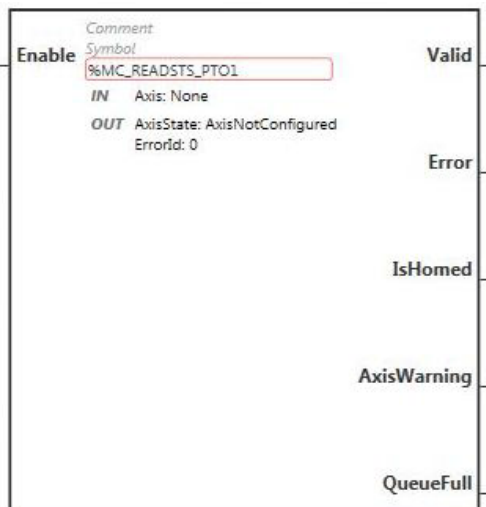 Comment
Enable
Symbol
Valid
%MC_READSTS_PTO1
IN Axis: None
OUT AxisState: AxisNotConfigured
ErrorId: 0
Error
IsHomed
AxisWarning
QueueFull